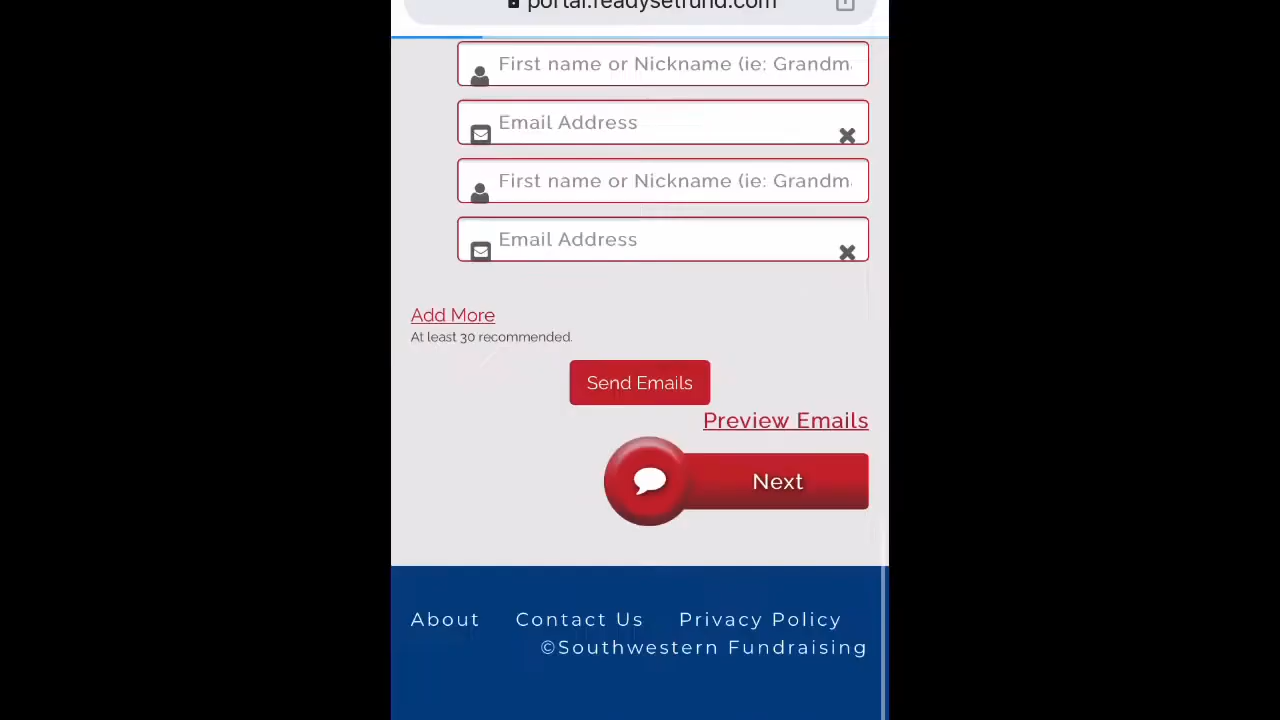 portal.readysetfund.com
First name or Nickname (ie: Grandm
Email Address
First name or Nickname (ie: Grandm
Email Address
Add More
At least 30 recommended.
Send Emails
Preview Emails
Next
About Contact Us Privacy Policy
©Southwestern Fundraising